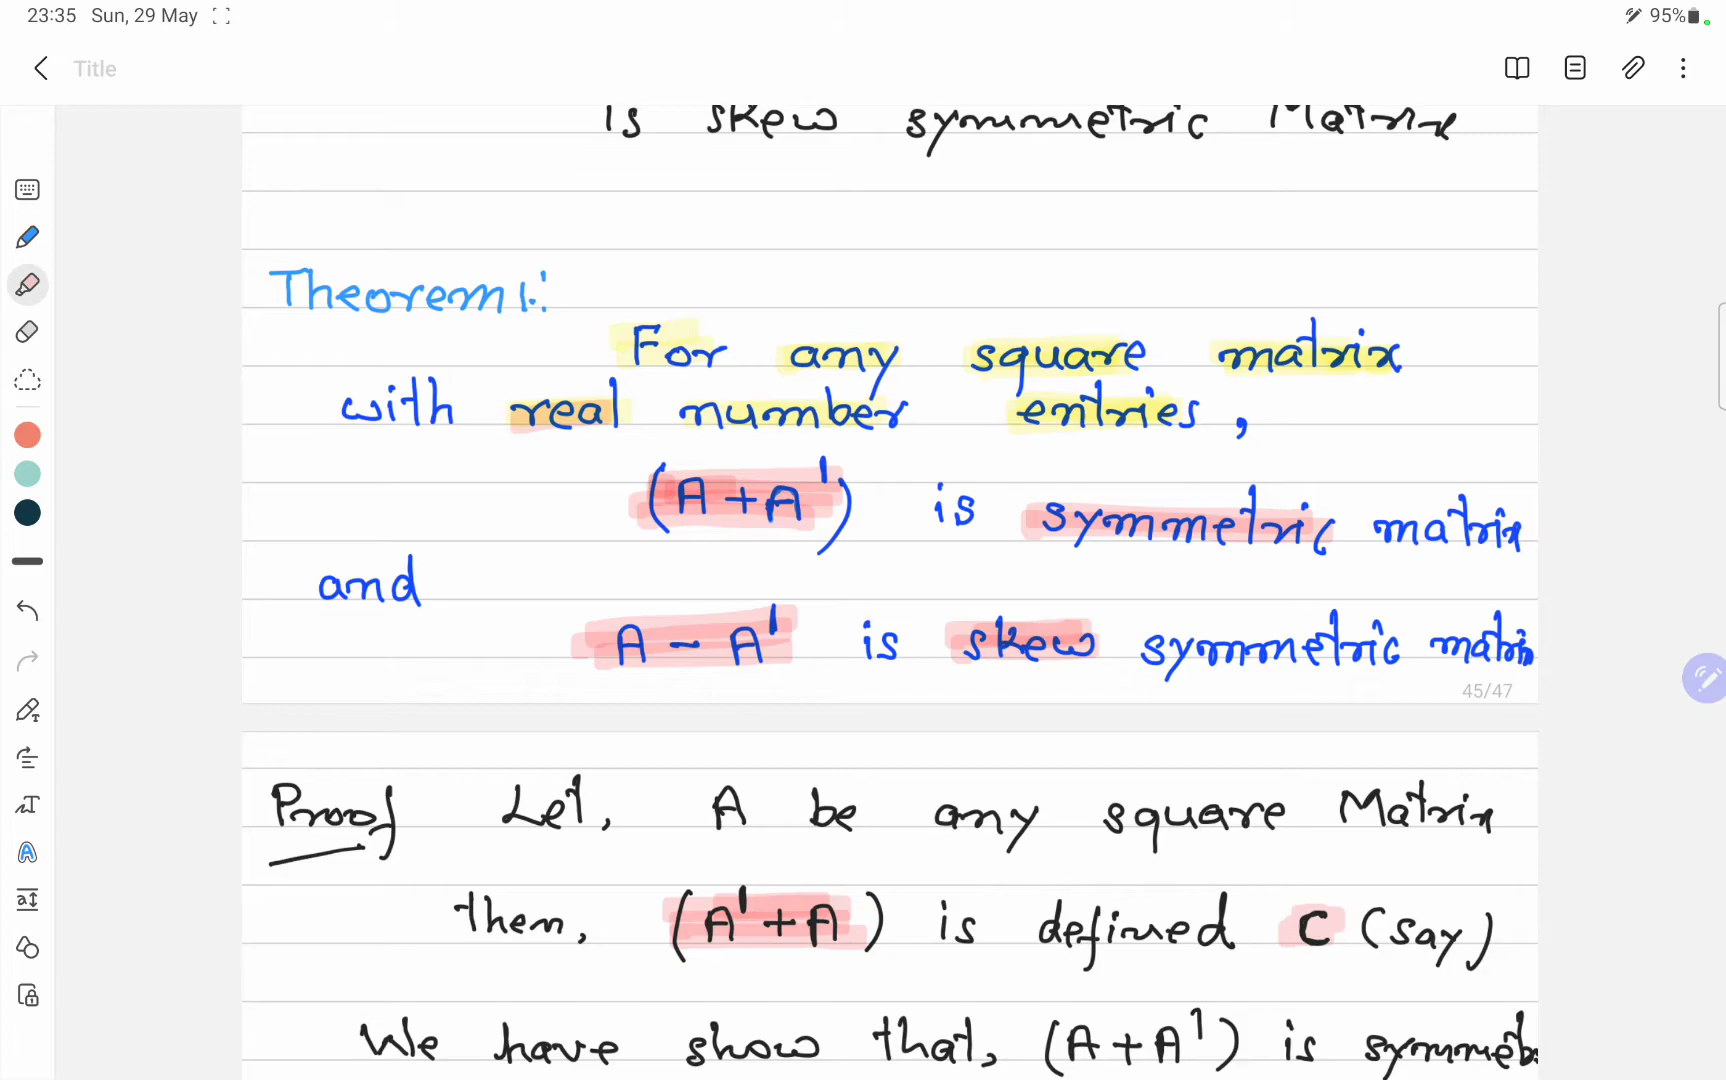 23:35 Sun, 29 May 95%
Title
is skew symmetric Matrix
Theorem 1:
For any square matrix
with real number entries,
(A + A') is symmetric matrix
and
A - A' is skew symmetric matrix
45/47
Proof Let, A be any square Matrix
then, (A' + A) is defined C (say)
We have show that, (A + A') is symmet